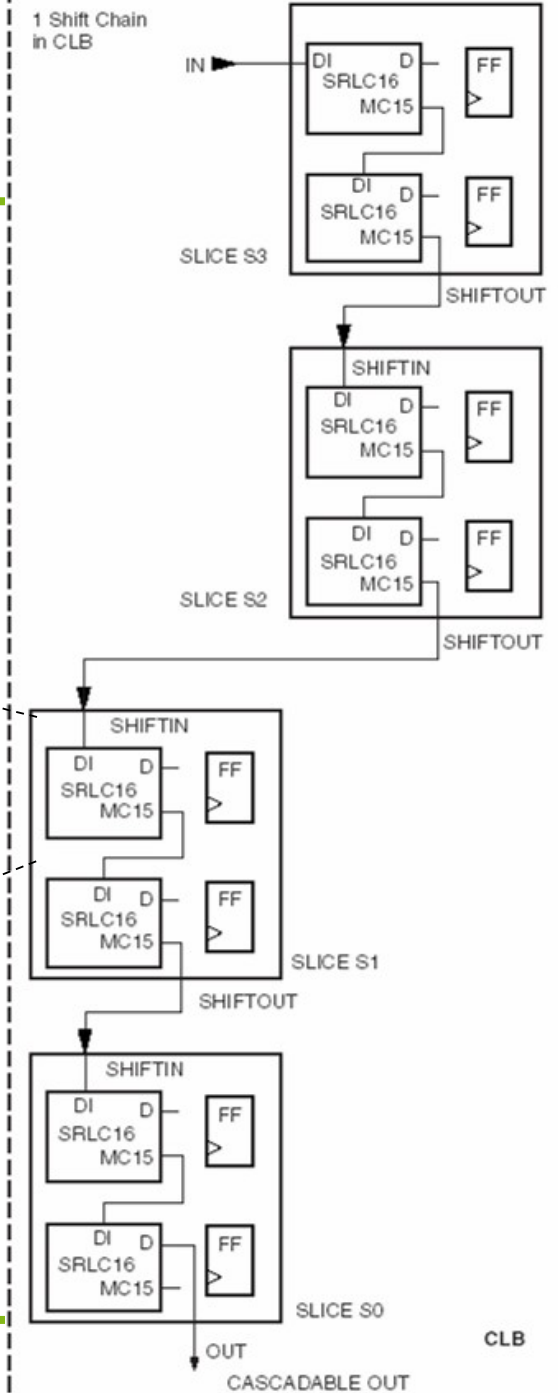 1 Shift Chain
in CLB
IN
DI
D
SRLC16
MC15
FF
DI
D
SRLC16
MC15
FF
SLICE S3
SHIFTOUT
SHIFTIN
DI
D
SRLC16
MC15
FF
DI
D
SRLC16
MC15
FF
SLICE S2
SHIFTOUT
SHIFTIN
DI
D
SRLC16
MC15
FF
DI
D
SRLC16
MC15
FF
SLICE S1
SHIFTOUT
SHIFTIN
DI
D
SRLC16
MC15
FF
DI
D
SRLC16
MC15
FF
SLICE S0
OUT
CLB
CASCADABLE OUT